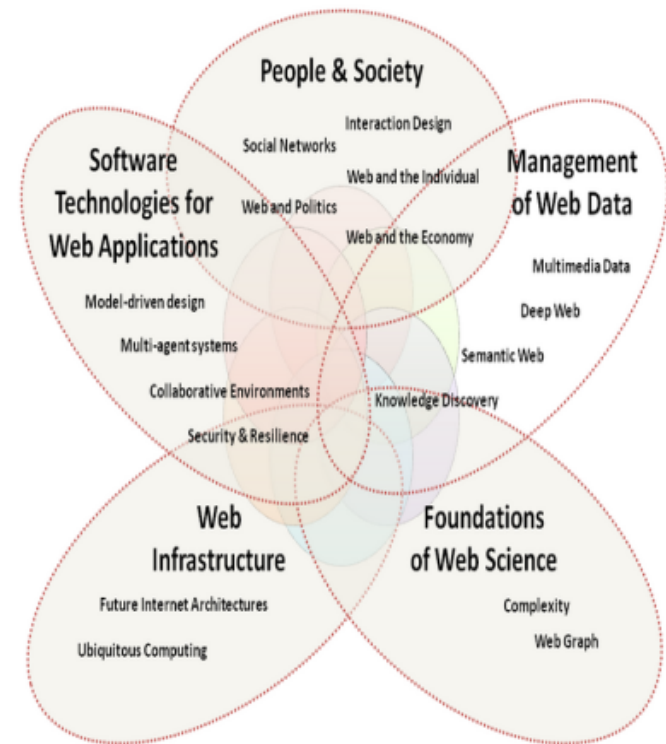 People & Society
Interaction Design
Social Networks
Web and the Individual
Web and Politics
Web and the Economy
Software
Technologies for
Web Applications
Model-driven design
Multi-agent systems
Collaborative Environments
Security & Resilience
Management
of Web Data
Multimedia Data
Deep Web
Semantic Web
Knowledge Discovery
Web
Infrastructure
Future Internet Architectures
Ubiquitous Computing
Foundations
of Web Science
Complexity
Web Graph